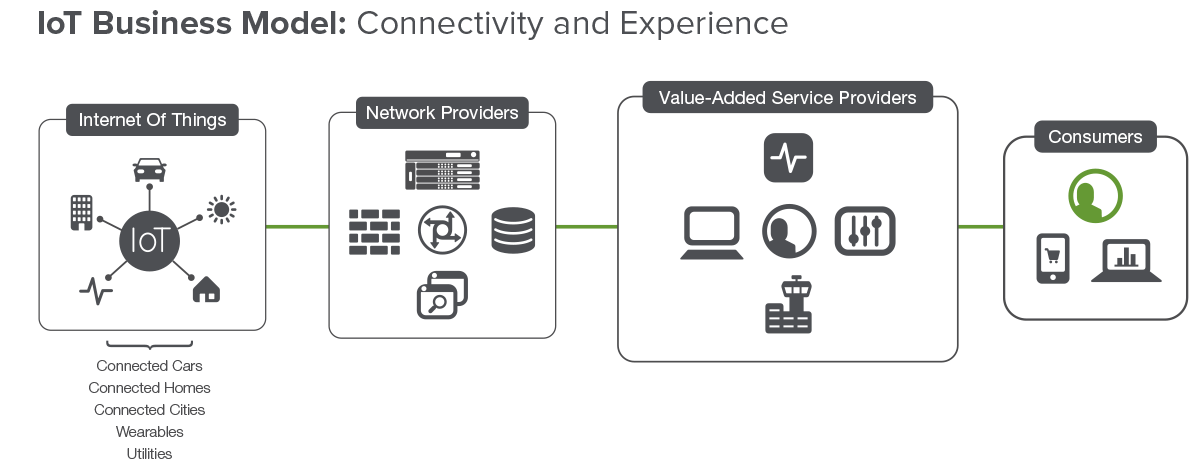 IoT Business Model: Connectivity and Experience
Internet Of Things
Network Providers
Value-Added Service Providers
Consumers
IoT
Connected Cars
Connected Homes
Connected Cities
Wearables
Utilities